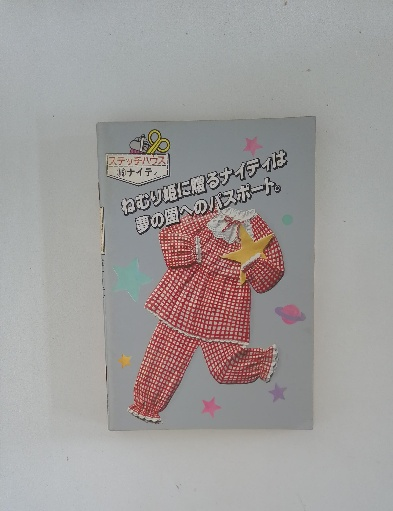 ステッチハウス
ナイティ
ねむり姫に贈るナイティは
夢の国へのパスポート。